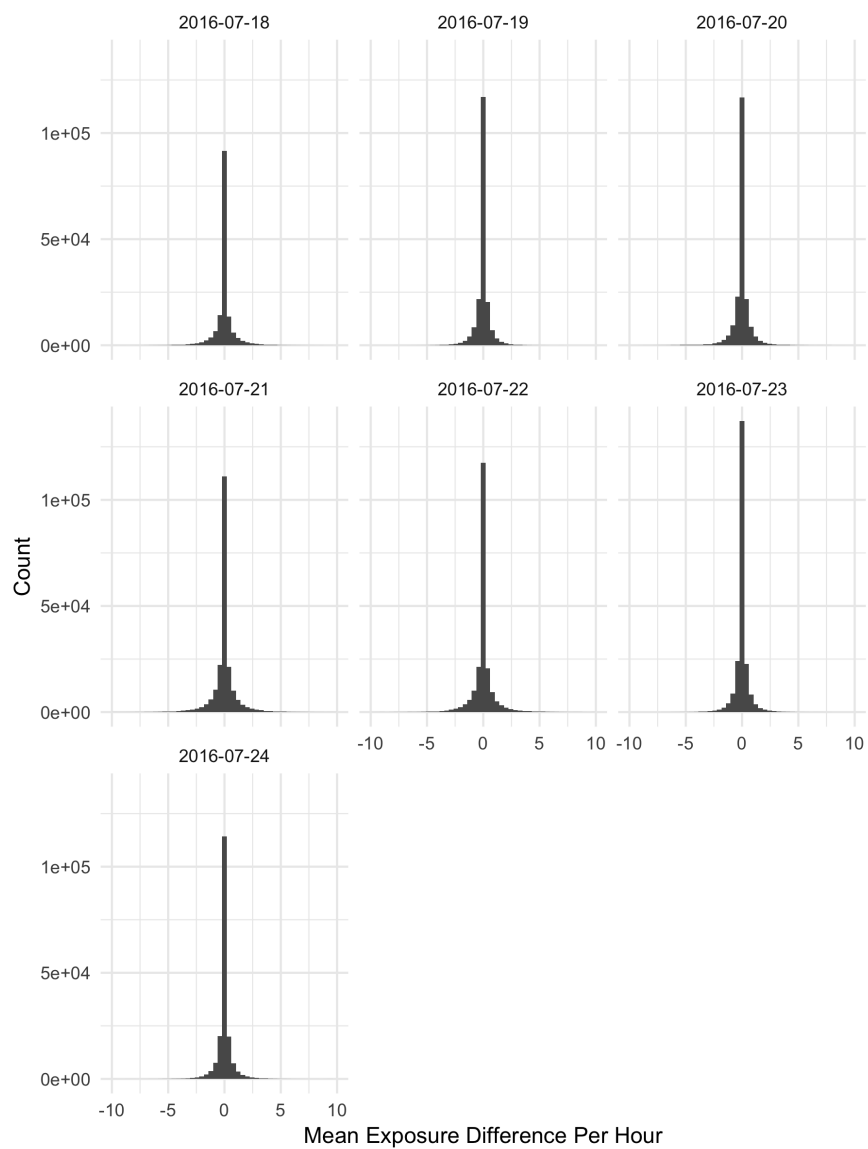 2016-07-18 2016-07-19 2016-07-20
1e+05
5e+04
0e+00
2016-07-21 2016-07-22 2016-07-23
1e+05
5e+04
0e+00
-10 -5 0 5 10 -10 -5 0 5 10
2016-07-24
1e+05
5e+04
0e+00
-10 -5 0 5 10
Count
Mean Exposure Difference Per Hour